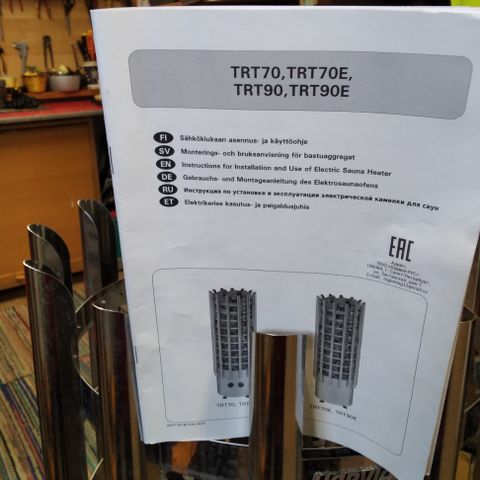 TRT70, TRT70E,
TRT90, TRT90E
FI Sähkökiukaan asennus- ja käyttöohje
SV Monterings- och bruksanvisning för bastuaggregat
EN Instructions for Installation and Use of Electric Sauna Heater
DE Gebrauchs- und Montageanleitung des Elektrosaunaofens
RU Инструкция по установке и эксплуатации электрической каменки для саун
ET Elektrikerise kasutus- ja paigaldusjuhis
EAC
Адрес:
TRT70, TRT
TRT70E, TRT90E